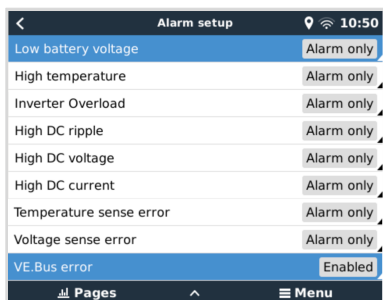 Alarm setup 10:50
Low battery voltage Alarm only
High temperature Alarm only
Inverter Overload Alarm only
High DC ripple Alarm only
High DC voltage Alarm only
High DC current Alarm only
Temperature sense error Alarm only
Voltage sense error Alarm only
VE.Bus error Enabled
Pages Menu